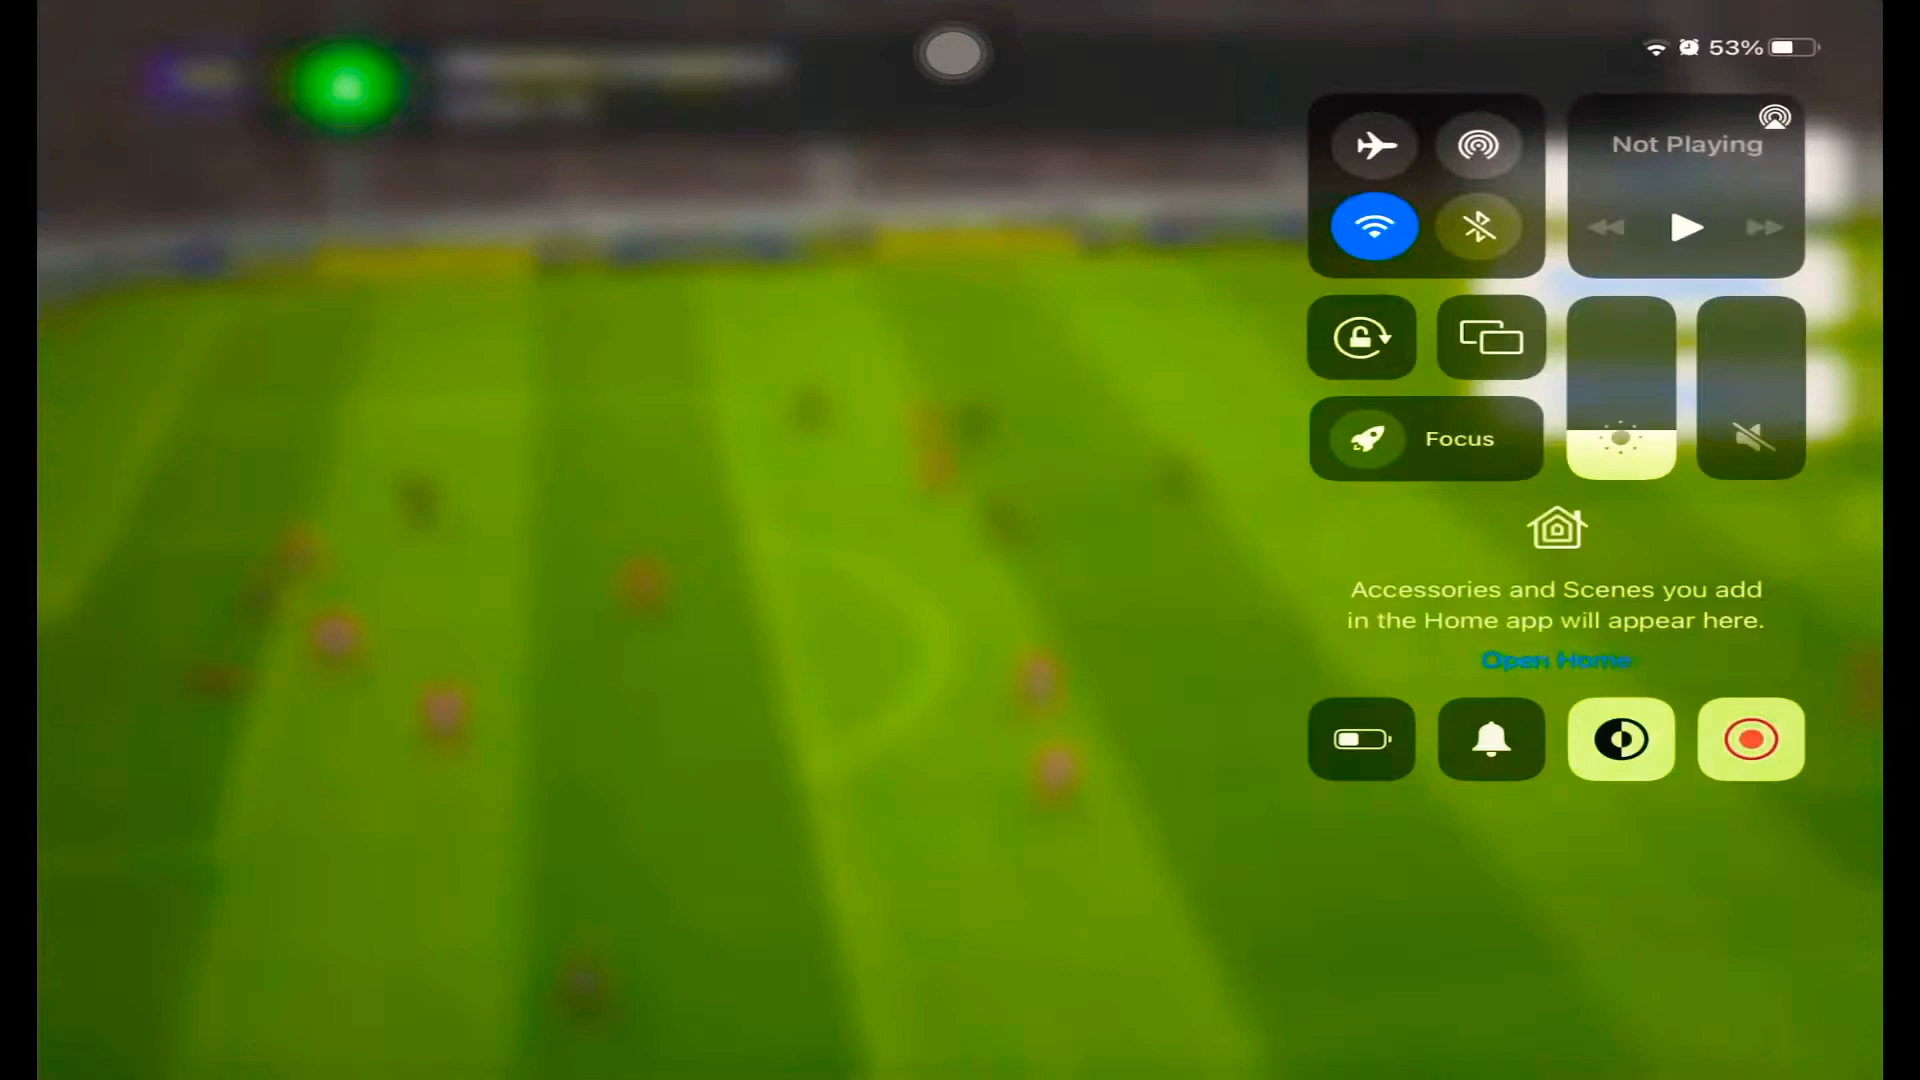 53%
Not Playing
Focus
Accessories and Scenes you add
in the Home app will appear here.
Open Home